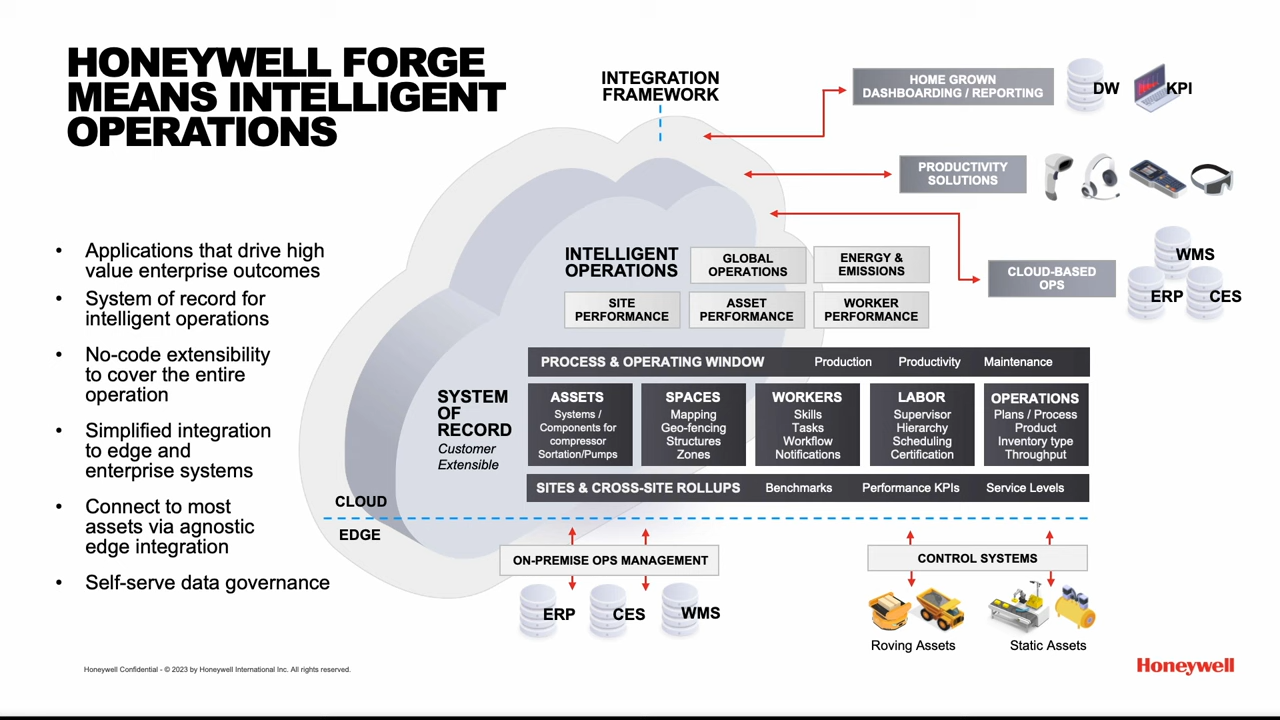 HONEYWELL FORGE
MEANS INTELLIGENT
OPERATIONS
• Applications that drive high
value enterprise outcomes
• System of record for
intelligent operations
• No-code extensibility
to cover the entire
operation
• Simplified integration
to edge and
enterprise systems
• Connect to most
assets via agnostic
edge integration
• Self-serve data governance
INTEGRATION
FRAMEWORK
HOME GROWN
DASHBOARDING / REPORTING
DW
KPI
PRODUCTIVITY
SOLUTIONS
CLOUD-BASED
OPS
WMS
ERP
CES
INTELLIGENT
OPERATIONS
GLOBAL
OPERATIONS
ENERGY &
EMISSIONS
SITE
PERFORMANCE
ASSET
PERFORMANCE
WORKER
PERFORMANCE
PROCESS & OPERATING WINDOW Production Productivity Maintenance
SYSTEM
OF
RECORD
Customer
Extensible
ASSETS
Systems /
Components for
compressor
Sortation/Pumps
SPACES
Mapping
Geo-fencing
Structures
Zones
WORKERS
Skills
Tasks
Workflow
Notifications
LABOR
Supervisor
Hierarchy
Scheduling
Certification
OPERATIONS
Plans / Process
Product
Inventory type
Throughput
SITES & CROSS-SITE ROLLUPS Benchmarks Performance KPIs Service Levels
CLOUD
EDGE
ON-PREMISE OPS MANAGEMENT
ERP
CES
WMS
CONTROL SYSTEMS
Roving Assets
Static Assets
Honeywell Confidential - © 2023 by Honeywell International Inc. All rights reserved.
Honeywell